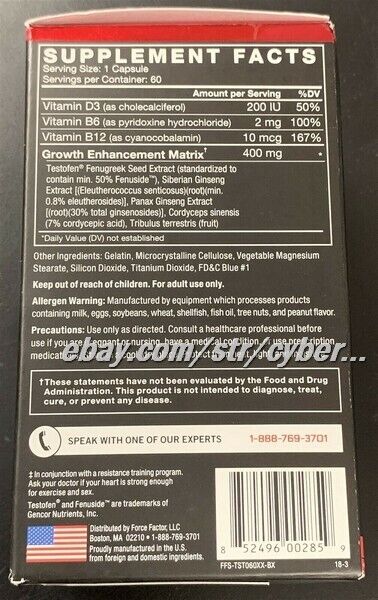 SUPPLEMENT FACTS
Serving Size: 1 Capsule
Servings per Container: 60
Amount per Serving %DV
Vitamin D3 (as cholecalciferol) 200 IU 50%
Vitamin B6 (as pyridoxine hydrochloride) 2 mg 100%
Vitamin B12 (as cyanocobalamin) 10 mcg 167%
Growth Enhancement Matrix† 400 mg *
Testofen® Fenugreek Seed Extract (standardized
to contain min. 50% Fenuside™), Siberian Ginseng
Extract [(Eleutherococcus senticosus)(root)(min.
0.8% eleutherosides)], Panax Ginseng Extract
[(root)(30% total ginsenosides)], Cordyceps sinensis
(7% cordycepic acid), Tribulus terrestris (fruit)
*Daily Value (DV) not established
Other Ingredients: Gelatin, Microcrystalline Cellulose, Vegetable Magnesium
Stearate, Silicon Dioxide, Titanium Dioxide, FD&C Blue #1
Keep out of reach of children. For adult use only.
Allergen Warning: Manufactured by equipment which processes products
containing milk, eggs, soybeans, wheat, shellfish, fish oil, tree nuts, and peanut flavor.
Precautions: Use only as directed. Consult a healthcare professional before
use if you are pregnant or nursing, have a medical condition, if use prescription
ebay.com/str/cyber...
†These statements have not been evaluated by the Food and Drug
Administration. This product is not intended to diagnose, treat,
cure, or prevent any disease.
SPEAK WITH ONE OF OUR EXPERTS 1-888-769-3701
‡ In conjunction with a resistance training program.
Ask your doctor if your heart is strong enough
for exercise and sex.
Testofen® and Fenuside™ are trademarks of
Gencor Nutrients, Inc.
Distributed by Force Factor, LLC
Boston, MA 02210 • 1-888-769-3701
Proudly manufactured in the U.S.
from foreign and domestic ingredients.
8 52496 00285 9
FFS-TST060XX-BX 18-3